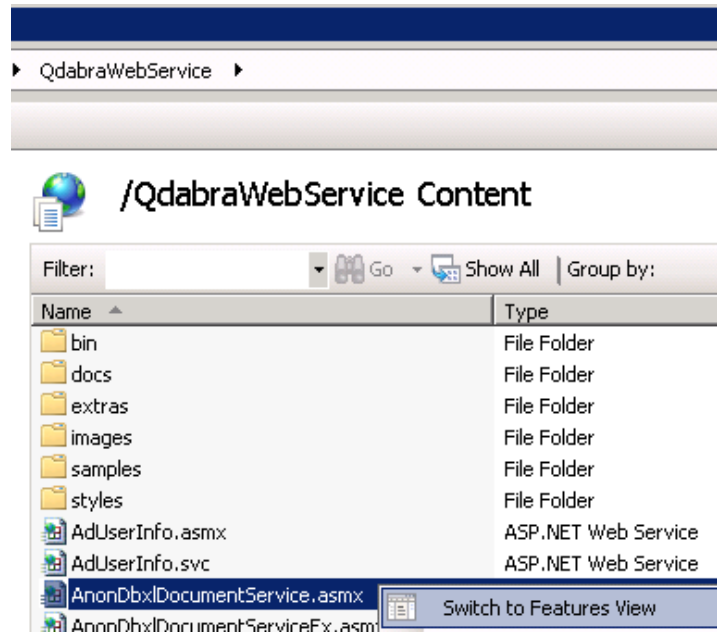 QdabraWebService
/QdabraWebService Content
Filter: Go Show All Group by:
Name Type
bin File Folder
docs File Folder
extras File Folder
images File Folder
samples File Folder
styles File Folder
AdUserInfo.asmx ASP.NET Web Service
AdUserInfo.svc ASP.NET Web Service
AnonDbxlDocumentService.asmx Switch to Features View